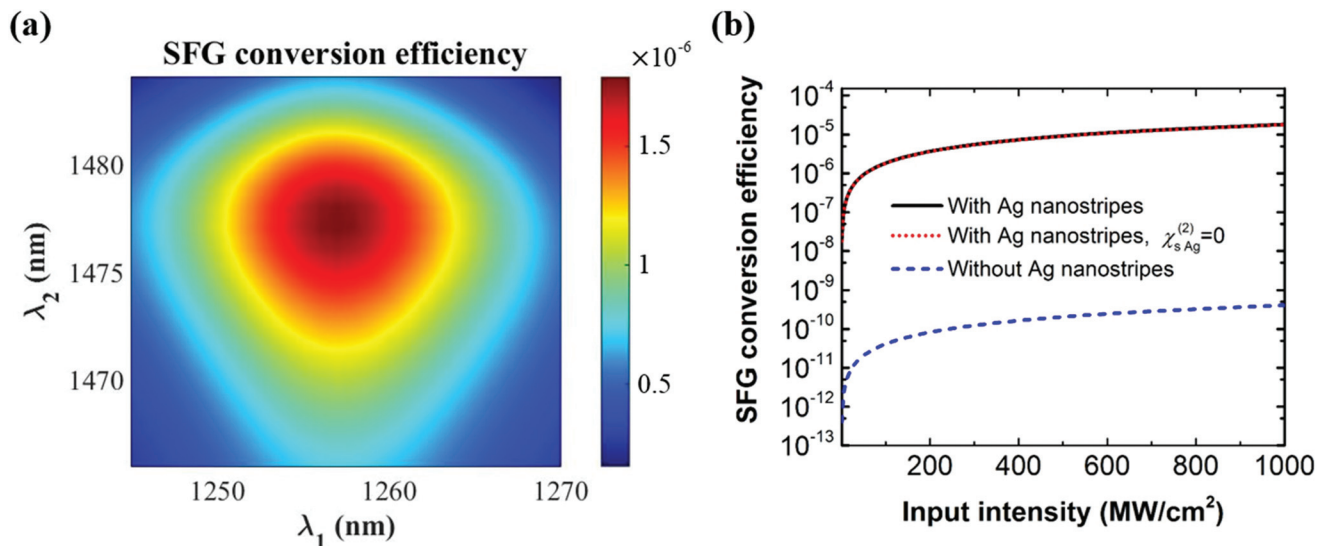 (a)
SFG conversion efficiency
×10⁻⁶
1480
1475
1470
λ₂ (nm)
1250
1260
1270
λ₁ (nm)
1.5
1
0.5
(b)
SFG conversion efficiency
10⁻⁴
10⁻⁵
10⁻⁶
10⁻⁷
10⁻⁸
10⁻⁹
10⁻¹⁰
10⁻¹¹
10⁻¹²
10⁻¹³
With Ag nanostripes
With Ag nanostripes, χ⁽²⁾ₛ Ag=0
Without Ag nanostripes
200
400
600
800
1000
Input intensity (MW/cm²)